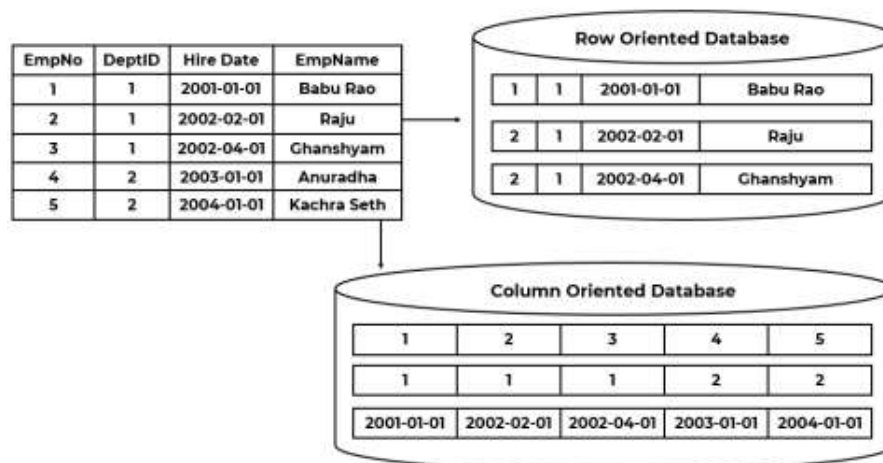 EmpNo DeptID Hire Date EmpName
1 1 2001-01-01 Babu Rao
2 1 2002-02-01 Raju
3 1 2002-04-01 Ghanshyam
4 2 2003-01-01 Anuradha
5 2 2004-01-01 Kachra Seth
Row Oriented Database
1 1 2001-01-01 Babu Rao
2 1 2002-02-01 Raju
2 1 2002-04-01 Ghanshyam
Column Oriented Database
1 2 3 4 5
1 1 1 2 2
2001-01-01 2002-02-01 2002-04-01 2003-01-01 2004-01-01